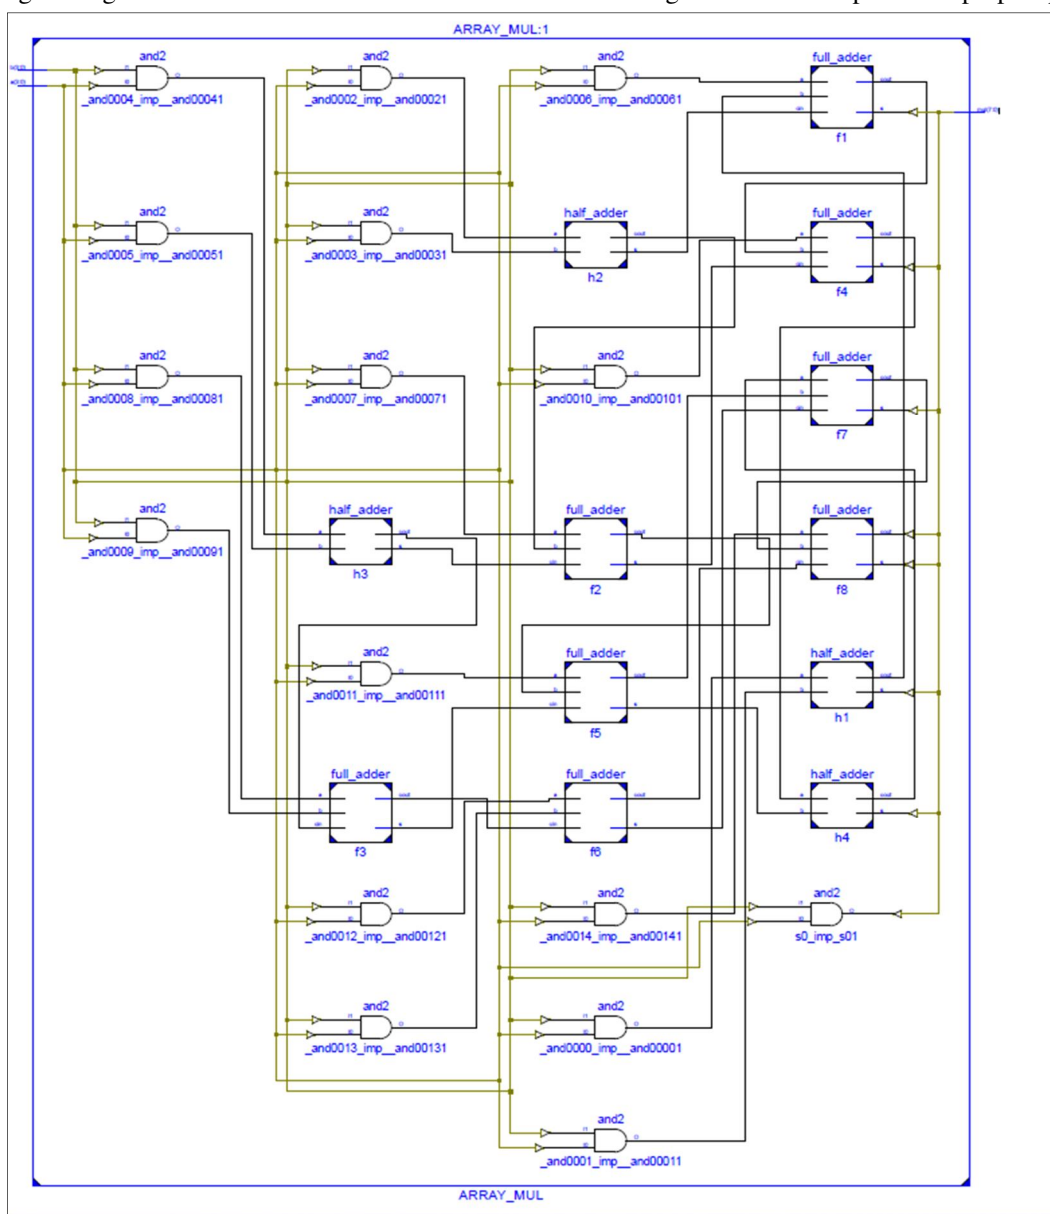 ARRAY_MUL:1
and2
_and0004_imp__and00041
and2
_and0002_imp__and00021
and2
_and0006_imp__and00061
full_adder
f1
and2
_and0005_imp__and00051
and2
_and0003_imp__and00031
half_adder
h2
full_adder
f4
and2
_and0008_imp__and00081
and2
_and0007_imp__and00071
and2
_and0010_imp__and00101
full_adder
f7
and2
_and0009_imp__and00091
half_adder
h3
full_adder
f2
full_adder
f8
and2
_and0011_imp__and00111
full_adder
f5
half_adder
h1
full_adder
f3
full_adder
f6
half_adder
h4
and2
_and0012_imp__and00121
and2
_and0014_imp__and00141
and2
s0_imp_s01
and2
_and0013_imp__and00131
and2
_and0000_imp__and00001
and2
_and0001_imp__and00011
ARRAY_MUL